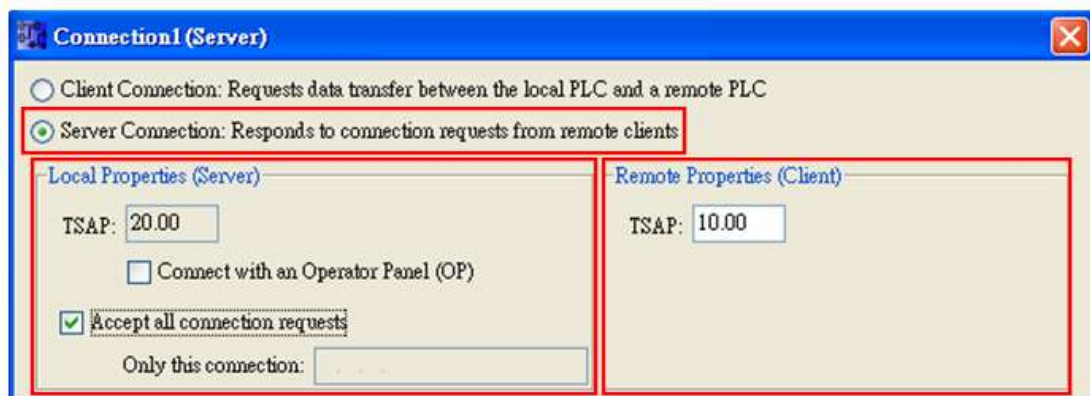 Connection1 (Server)
Client Connection: Requests data transfer between the local PLC and a remote PLC
Server Connection: Responds to connection requests from remote clients
Local Properties (Server)
TSAP: 20.00
Connect with an Operator Panel (OP)
Accept all connection requests
Only this connection: . . .
Remote Properties (Client)
TSAP: 10.00